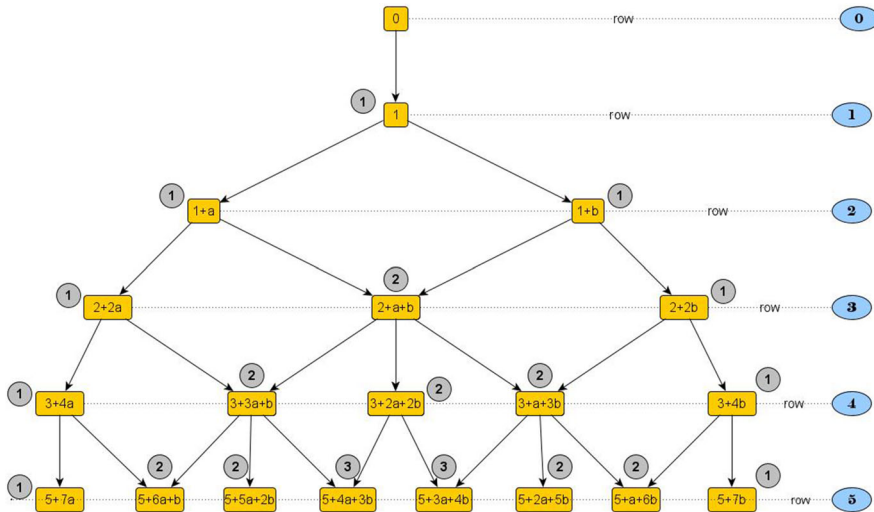 0 row 0
1 1 row 1
1 1+a 1+b 1 row 2
1 2+2a 2 2+a+b 2+2b 1 row 3
1 3+4a 2 3+3a+b 3+2a+2b 2 2 3+a+3b 3+4b 1 row 4
1 5+7a 2 5+6a+b 2 5+5a+2b 3 5+4a+3b 3 5+3a+4b 2 5+2a+5b 2 5+a+6b 5+7b 1 row 5